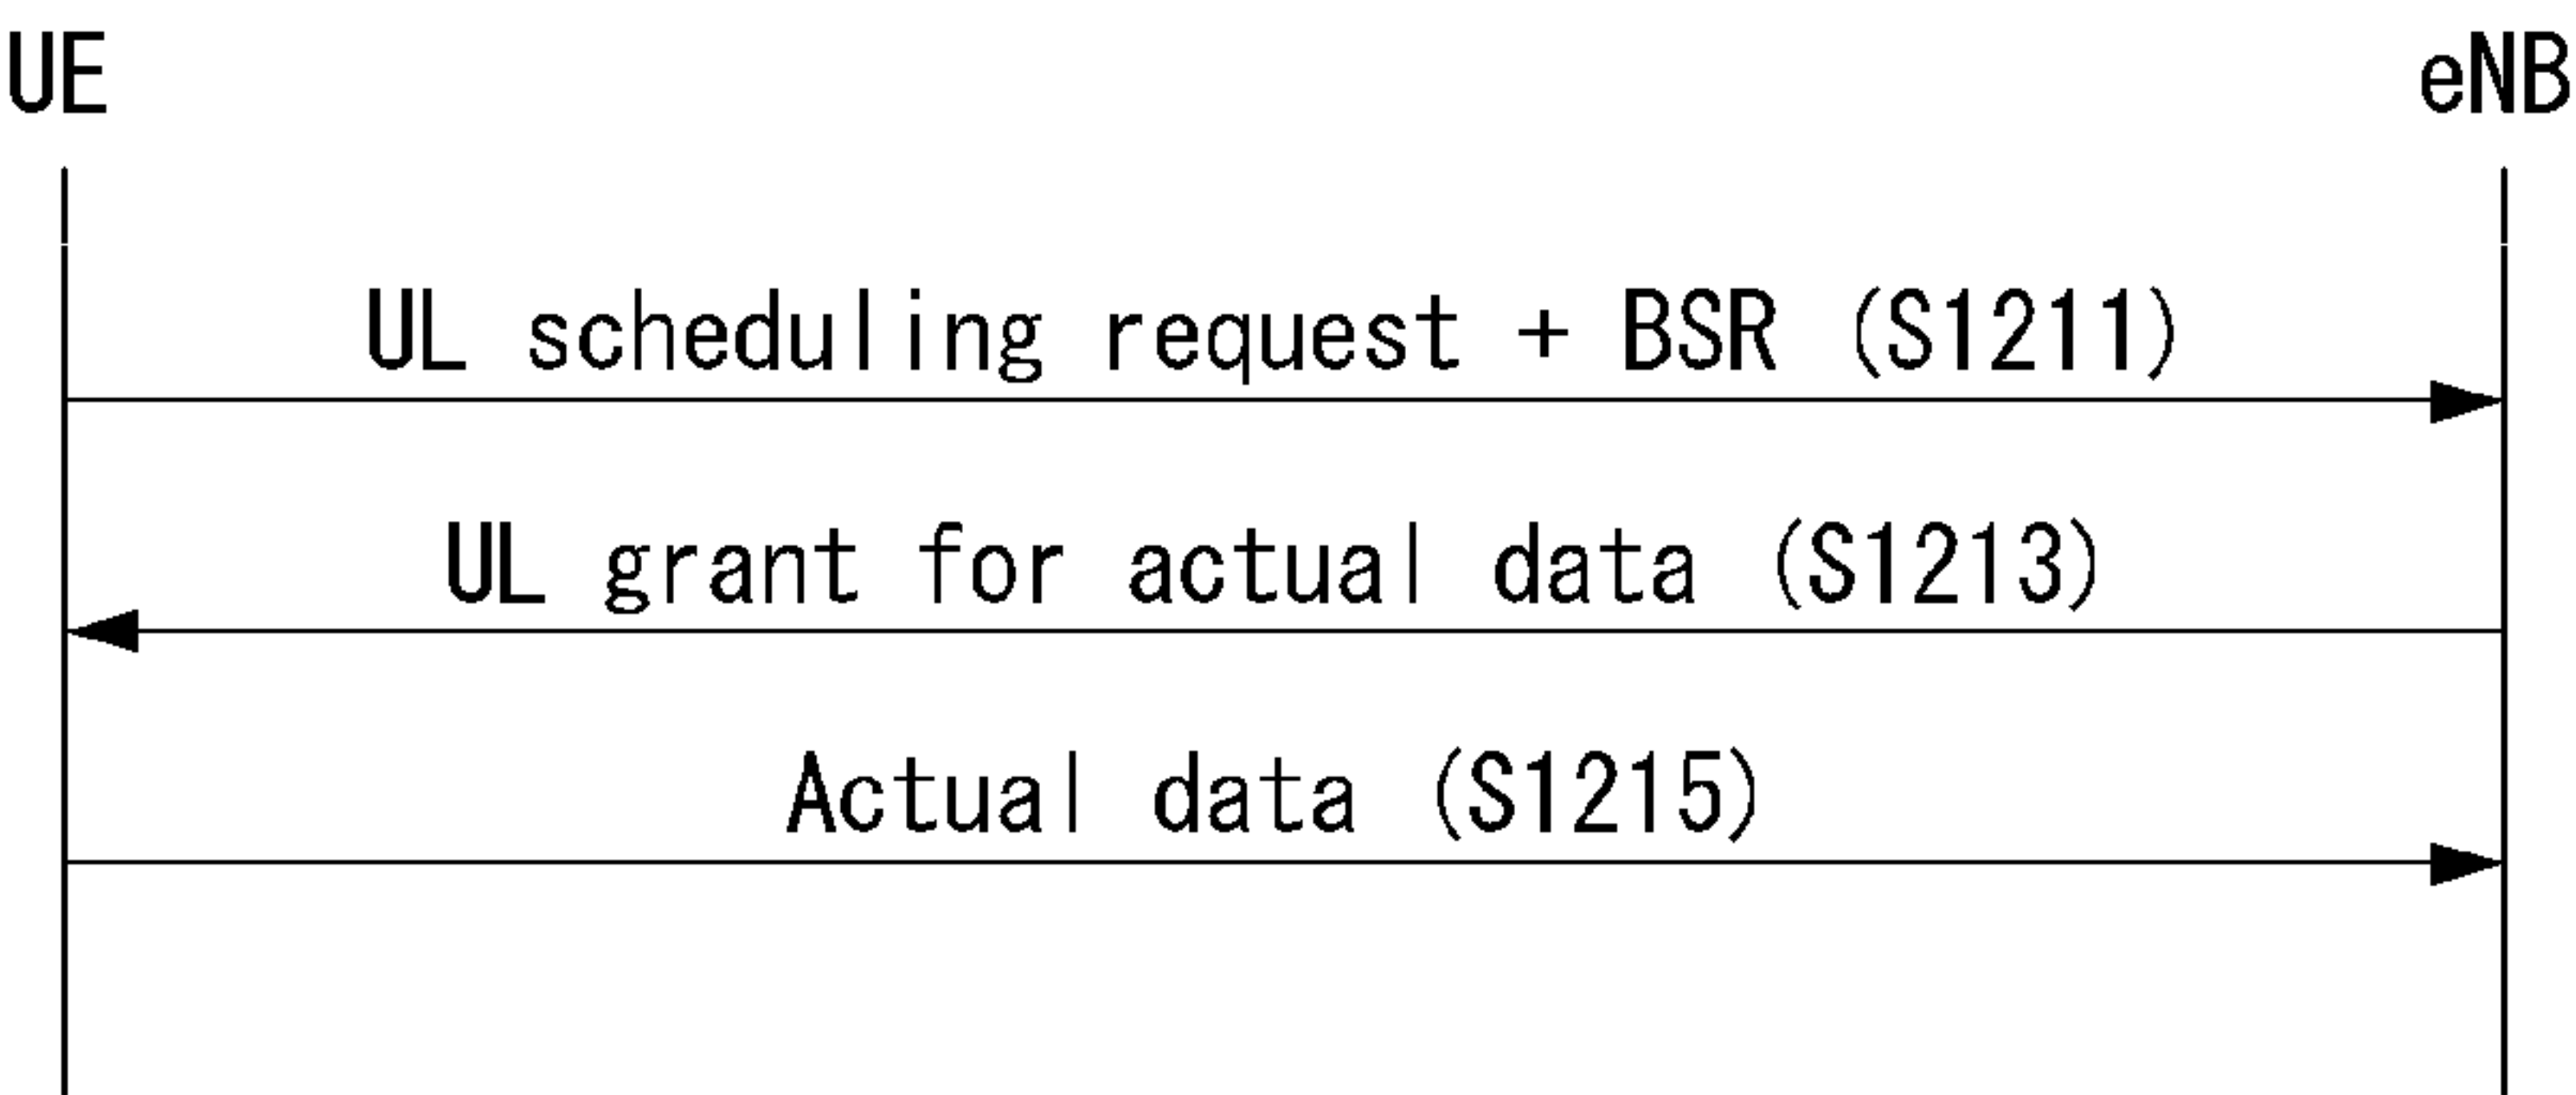 UE eNB
UL scheduling request + BSR (S1211)
UL grant for actual data (S1213)
Actual data (S1215)